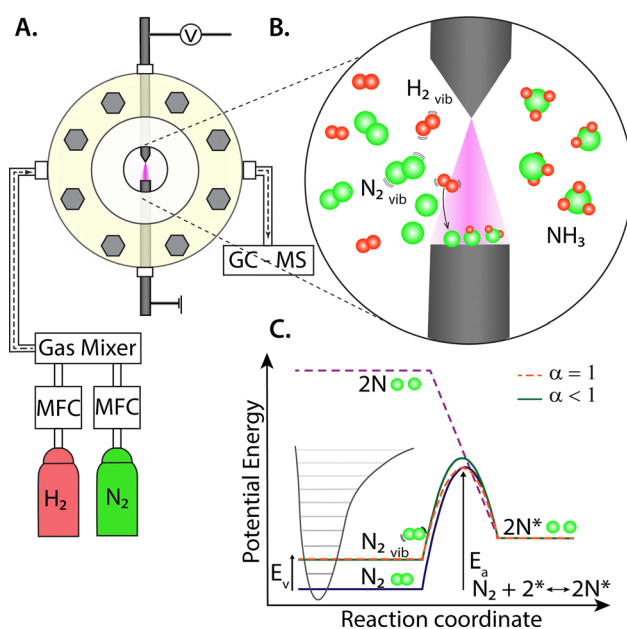 A.
V
GC - MS
Gas Mixer
MFC
MFC
H₂
N₂
B.
H₂ vib
N₂ vib
NH₃
C.
Potential Energy
2N
α = 1
α < 1
N₂ vib
2N*
Eᵥ
N₂
Eₐ
N₂ + 2* ↔ 2N*
Reaction coordinate